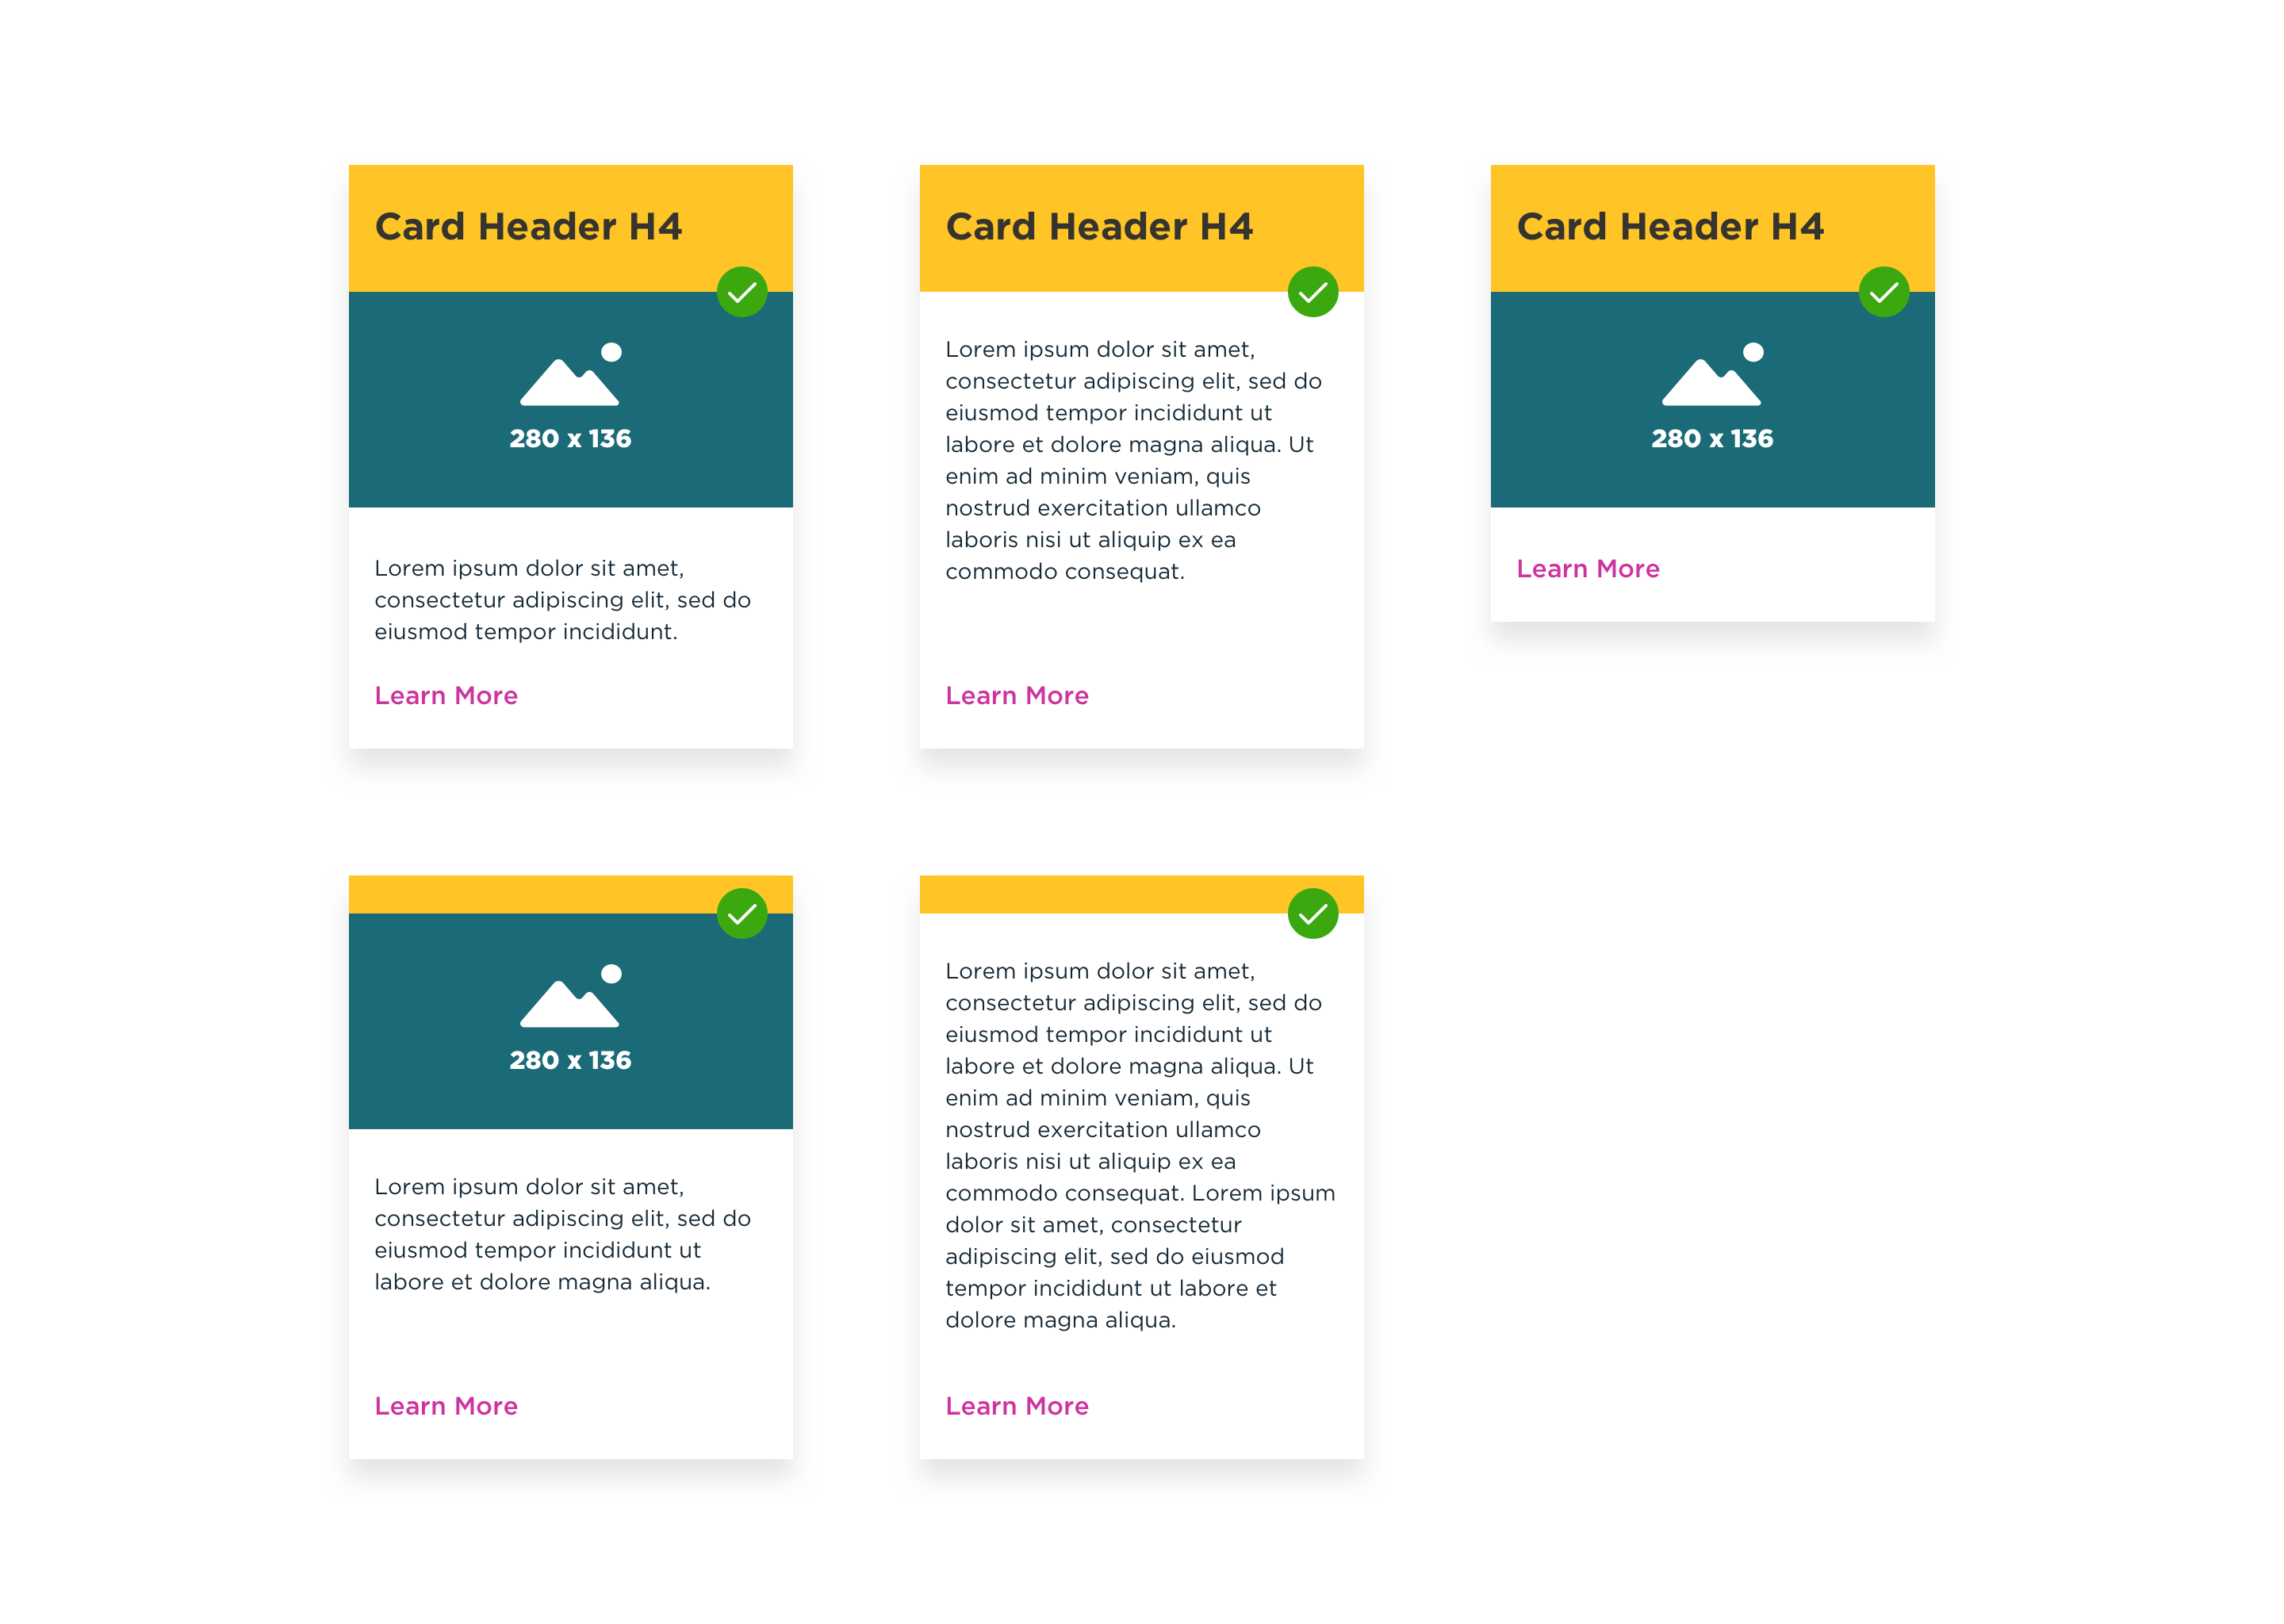 Card Header H4
280 x 136
Lorem ipsum dolor sit amet,
consectetur adipiscing elit, sed do
eiusmod tempor incididunt.
Learn More
Card Header H4
Lorem ipsum dolor sit amet,
consectetur adipiscing elit, sed do
eiusmod tempor incididunt ut
labore et dolore magna aliqua. Ut
enim ad minim veniam, quis
nostrud exercitation ullamco
laboris nisi ut aliquip ex ea
commodo consequat.
Learn More
Card Header H4
280 x 136
Learn More
280 x 136
Lorem ipsum dolor sit amet,
consectetur adipiscing elit, sed do
eiusmod tempor incididunt ut
labore et dolore magna aliqua.
Learn More
Lorem ipsum dolor sit amet,
consectetur adipiscing elit, sed do
eiusmod tempor incididunt ut
labore et dolore magna aliqua. Ut
enim ad minim veniam, quis
nostrud exercitation ullamco
laboris nisi ut aliquip ex ea
commodo consequat. Lorem ipsum
dolor sit amet, consectetur
adipiscing elit, sed do eiusmod
tempor incididunt ut labore et
dolore magna aliqua.
Learn More